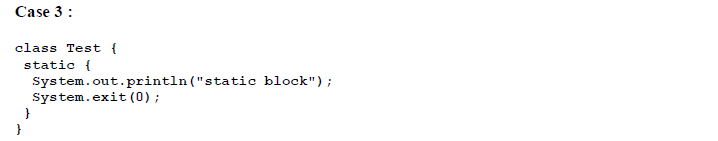 Case 3 :
class Test {
static {
System.out.println("static block");
System.exit(0);
}
}